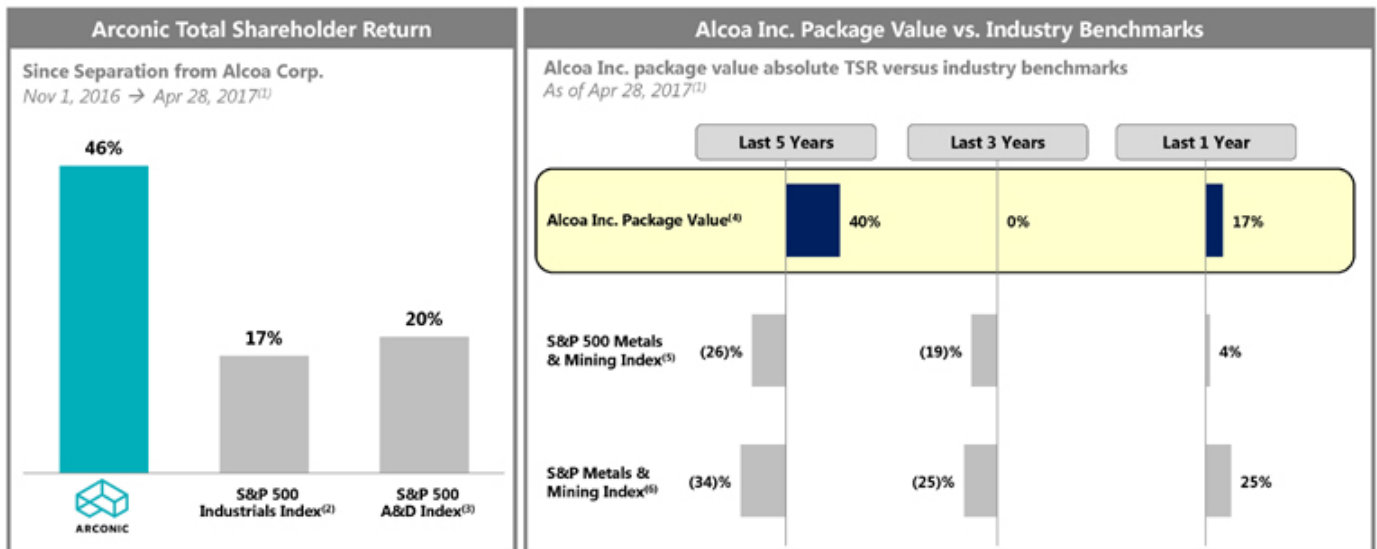 Arconic Total Shareholder Return
Since Separation from Alcoa Corp.
Nov 1, 2016 → Apr 28, 2017(1)
46%
17%
20%
ARCONIC
S&P 500
Industrials Index(2)
S&P 500
A&D Index(3)
Alcoa Inc. Package Value vs. Industry Benchmarks
Alcoa Inc. package value absolute TSR versus industry benchmarks
As of Apr 28, 2017(1)
Last 5 Years
Last 3 Years
Last 1 Year
Alcoa Inc. Package Value(4)
40%
0%
17%
S&P 500 Metals
& Mining Index(5)
(26)%
(19)%
4%
S&P Metals &
Mining Index(6)
(34)%
(25)%
25%